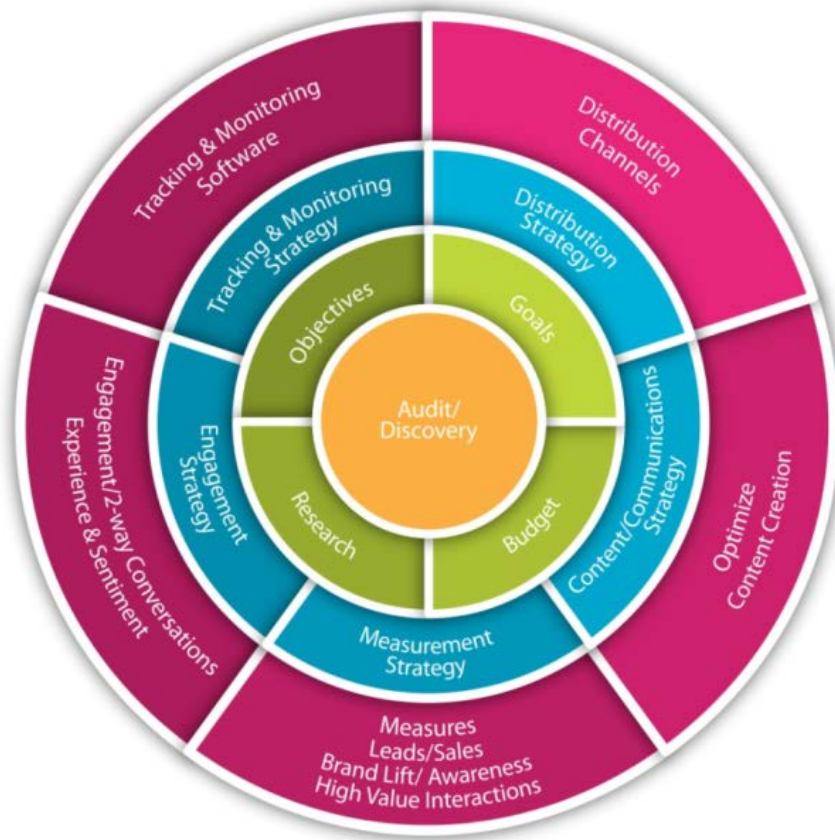 Audit/
Discovery
Goals
Budget
Research
Objectives
Distribution
Strategy
Content/Communications
Strategy
Measurement
Strategy
Engagement
Strategy
Tracking & Monitoring
Strategy
Distribution
Channels
Optimize
Content Creation
Measures
Leads/Sales
Brand Lift/ Awareness
High Value Interactions
Engagement/2-way Conversations
Experience & Sentiment
Tracking & Monitoring
Software